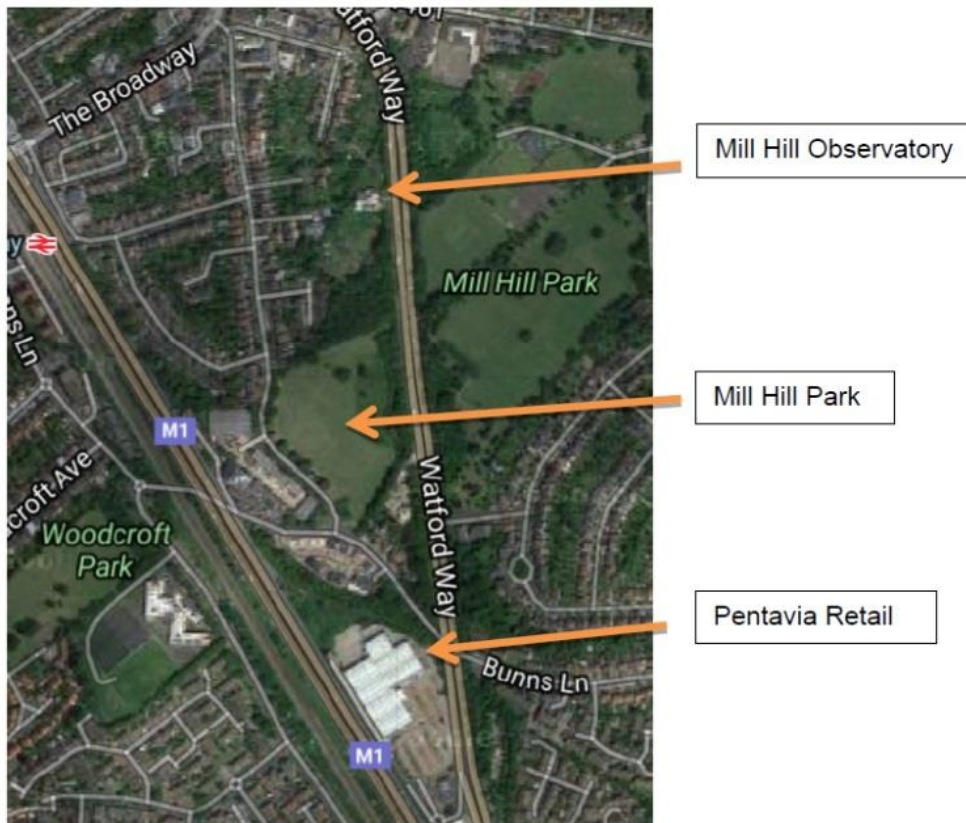 Watford Way
The Broadway
Mill Hill Observatory
Mill Hill Park
Mill Hill Park
M1
Watford Way
Woodcroft
Park
Pentavia Retail
Bunns Ln
M1